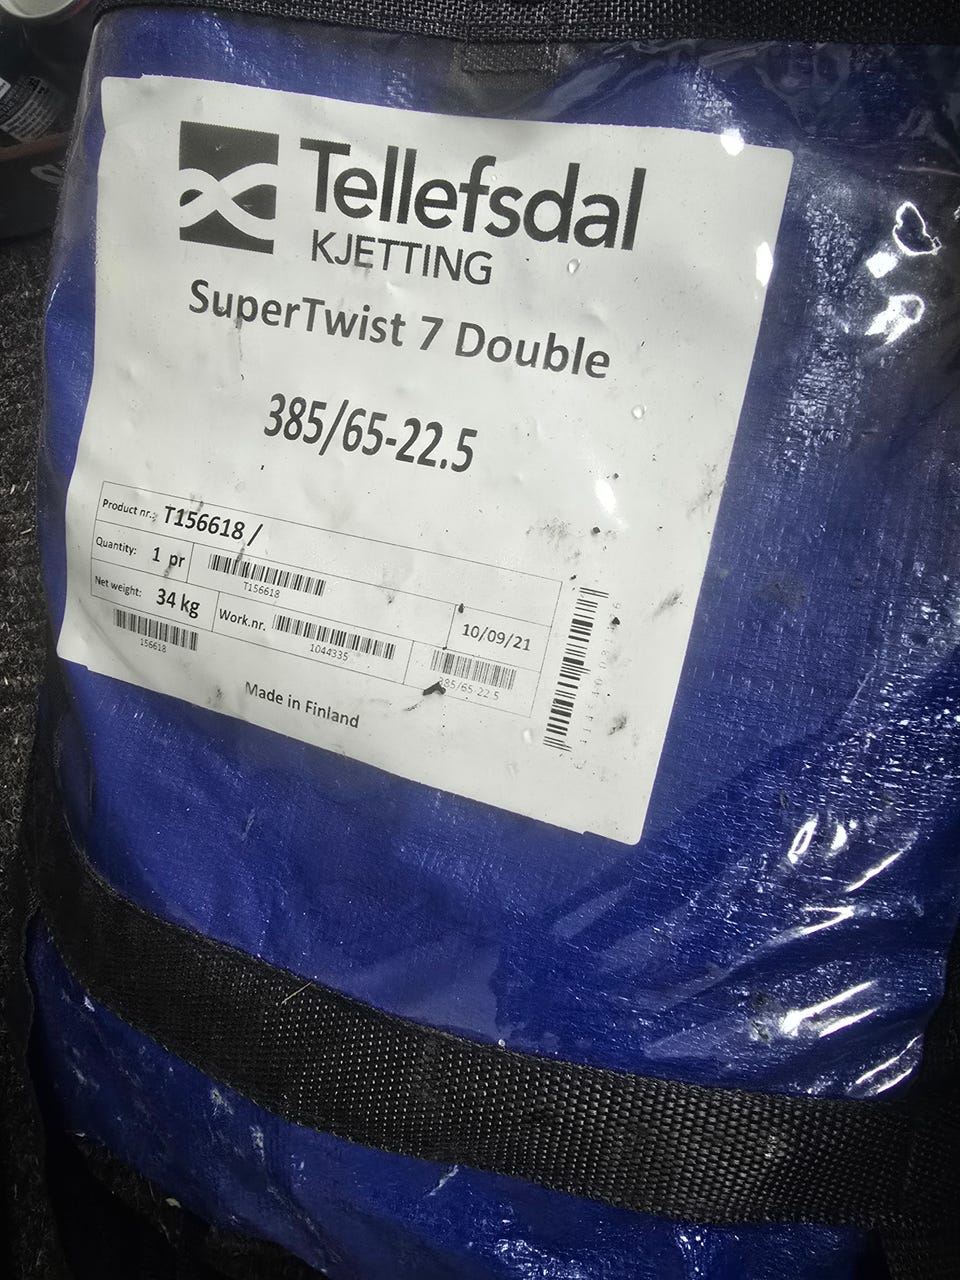 Tellefsdal
KJETTING
SuperTwist 7 Double
385/65-22.5
Product nr.: T156618 /
Quantity: 1 pr
T156618
Net weight: 34 kg
Work.nr.
1044335
10/09/21
156618
385/65-22.5
Made in Finland